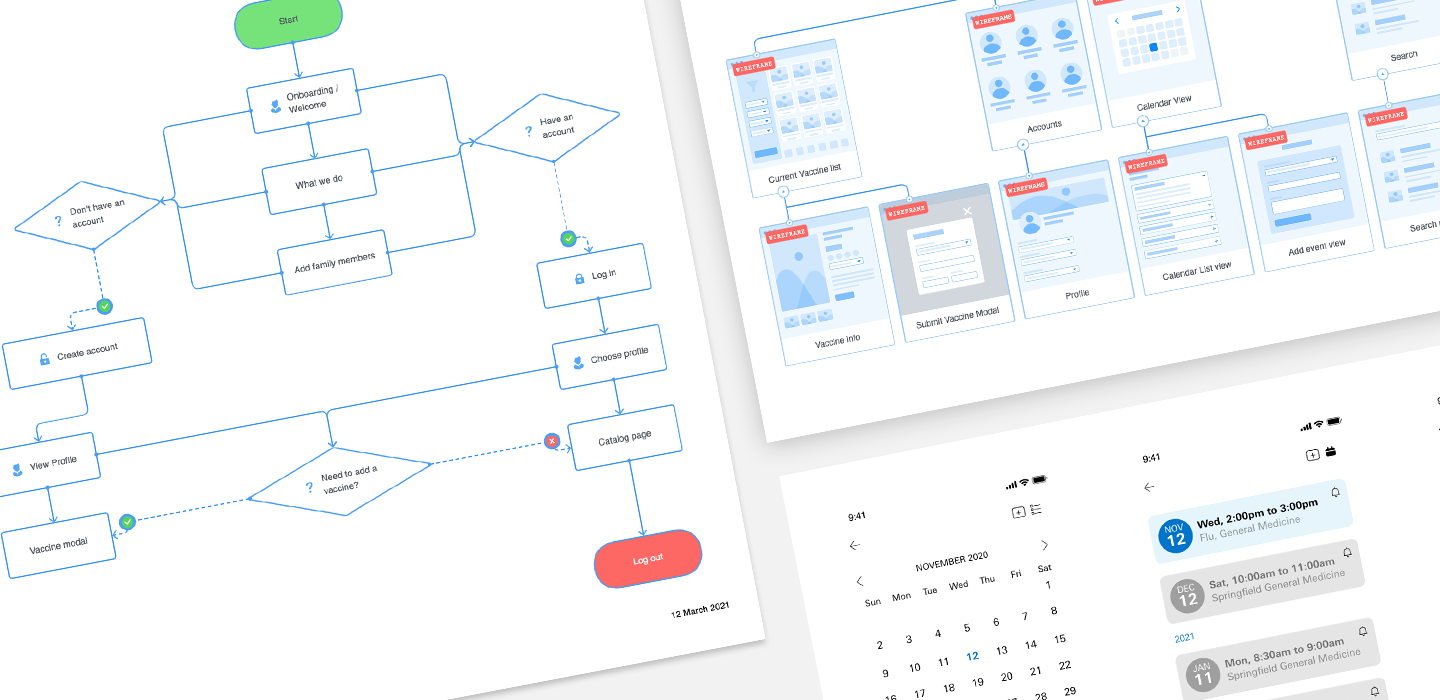 Start
Onboarding /
Welcome
Have an
account
What we do
Don't have an
account
Add family members
Log in
Create account
Choose profile
Catalog page
View Profile
Need to add a
vaccine?
Vaccine modal
Log out
12 March 2021
WIREFRAME
Current Vaccine list
WIREFRAME
Accounts
WIREFRAME
Calendar View
Search
WIREFRAME
Vaccine info
WIREFRAME
Submit Vaccine Modal
WIREFRAME
Profile
WIREFRAME
Calendar List view
WIREFRAME
Add event view
WIREFRAME
Search
9:41
NOVEMBER 2020
Sun Mon Tue Wed Thu Fri Sat
1
2 3 4 5 6 7 8
9 10 11 12 13 14 15
16 17 18 19 20 21 22
28 29
9:41
NOV
12
Wed, 2:00pm to 3:00pm
Flu, General Medicine
DEC
12
Sat, 10:00am to 11:00am
Springfield General Medicine
2021
JAN
11
Mon, 8:30am to 9:00am
Springfield General Medicine